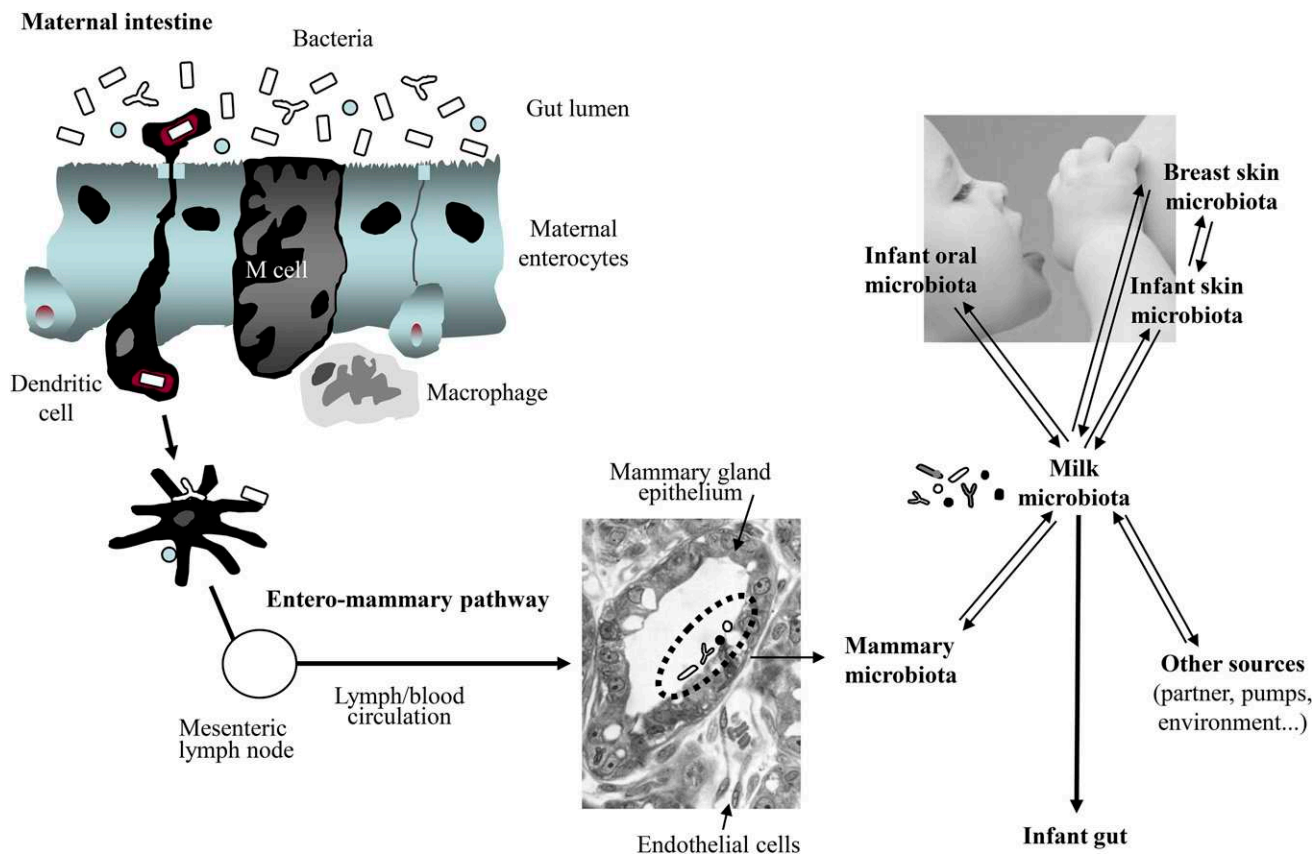 Maternal intestine
Bacteria
Gut lumen
Maternal
enterocytes
M cell
Dendritic
cell
Macrophage
Entero-mammary pathway
Lymph/blood
circulation
Mesenteric
lymph node
Mammary gland
epithelium
Endothelial cells
Breast skin
microbiota
Infant oral
microbiota
Infant skin
microbiota
Milk
microbiota
Mammary
microbiota
Other sources
(partner, pumps,
environment...)
Infant gut